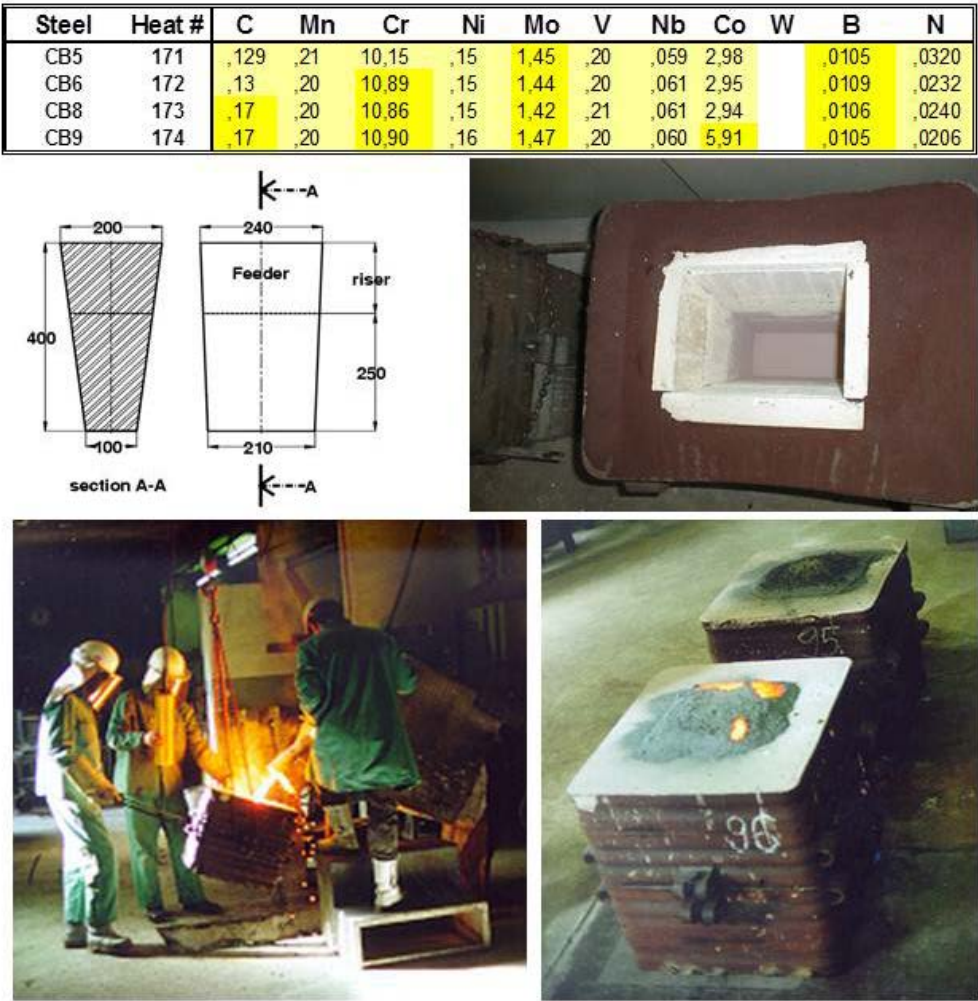 Steel Heat # C Mn Cr Ni Mo V Nb Co W B N
CB5 171 ,129 ,21 10,15 ,15 1,45 ,20 ,059 2,98 ,0105 ,0320
CB6 172 ,13 ,20 10,89 ,15 1,44 ,20 ,061 2,95 ,0109 ,0232
CB8 173 ,17 ,20 10,86 ,15 1,42 ,21 ,061 2,94 ,0106 ,0240
CB9 174 ,17 ,20 10,90 ,16 1,47 ,20 ,060 5,91 ,0105 ,0206
A
200 240
Feeder riser
400
250
100 210
section A-A A
95
96